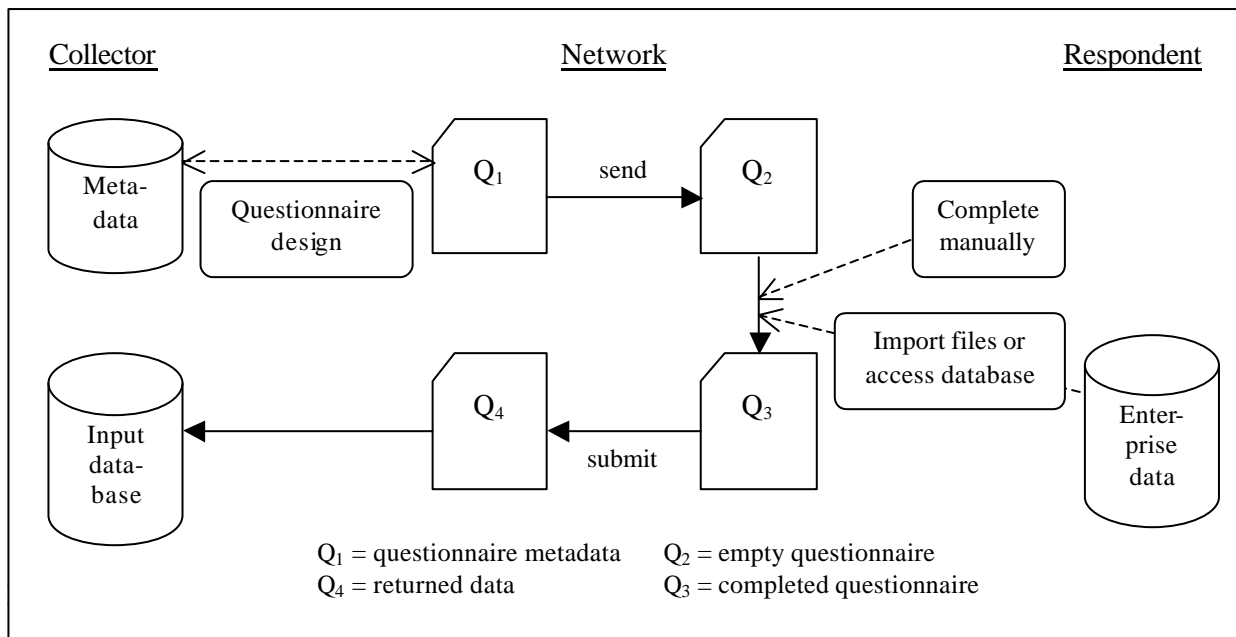 Collector Network Respondent
Meta-
data
Questionnaire
design
Q₁
send
Q₂
Complete
manually
Import files or
access database
Enter-
prise
data
Q₃
submit
Q₄
Input
data-
base
Q₁ = questionnaire metadata Q₂ = empty questionnaire
Q₄ = returned data Q₃ = completed questionnaire